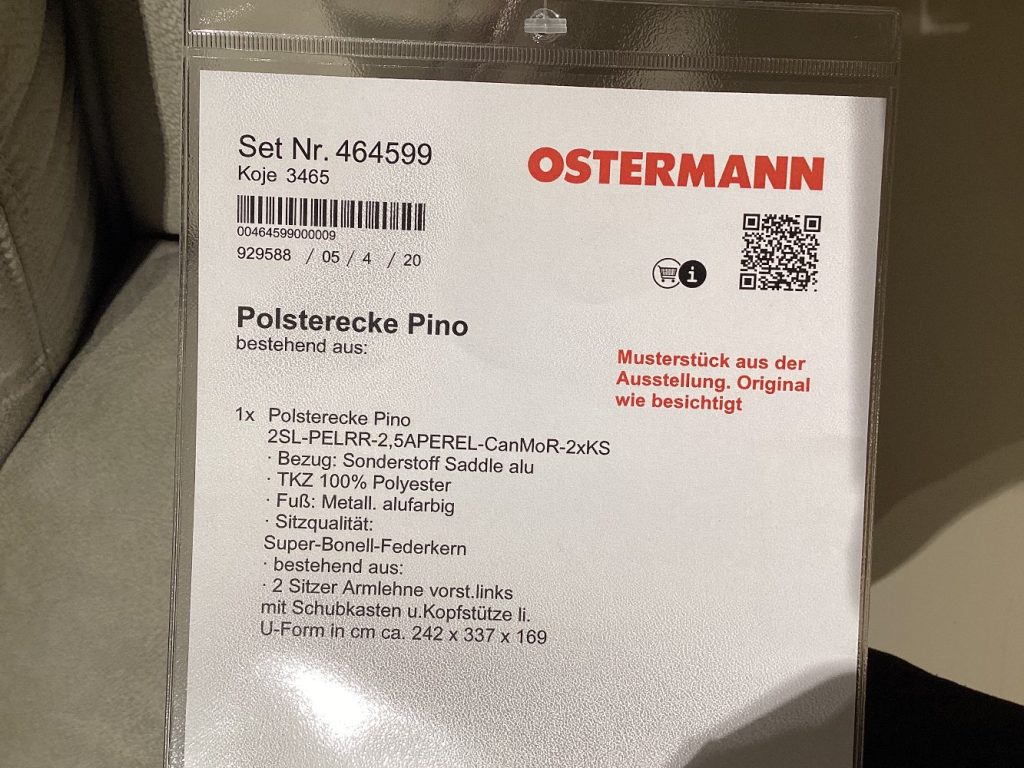 Set Nr. 464599
Koje 3465
OSTERMANN
00464599000009
929588 / 05 / 4 / 20
i
Polsterecke Pino
bestehend aus:
Musterstück aus der
Ausstellung. Original
wie besichtigt
1x Polsterecke Pino
2SL-PELRR-2,5APEREL-CanMoR-2xKS
· Bezug: Sonderstoff Saddle alu
· TKZ 100% Polyester
· Fuß: Metall. alufarbig
· Sitzqualität:
Super-Bonell-Federkern
· bestehend aus:
· 2 Sitzer Armlehne vorst.links
mit Schubkasten u.Kopfstütze li.
U-Form in cm ca. 242 x 337 x 169